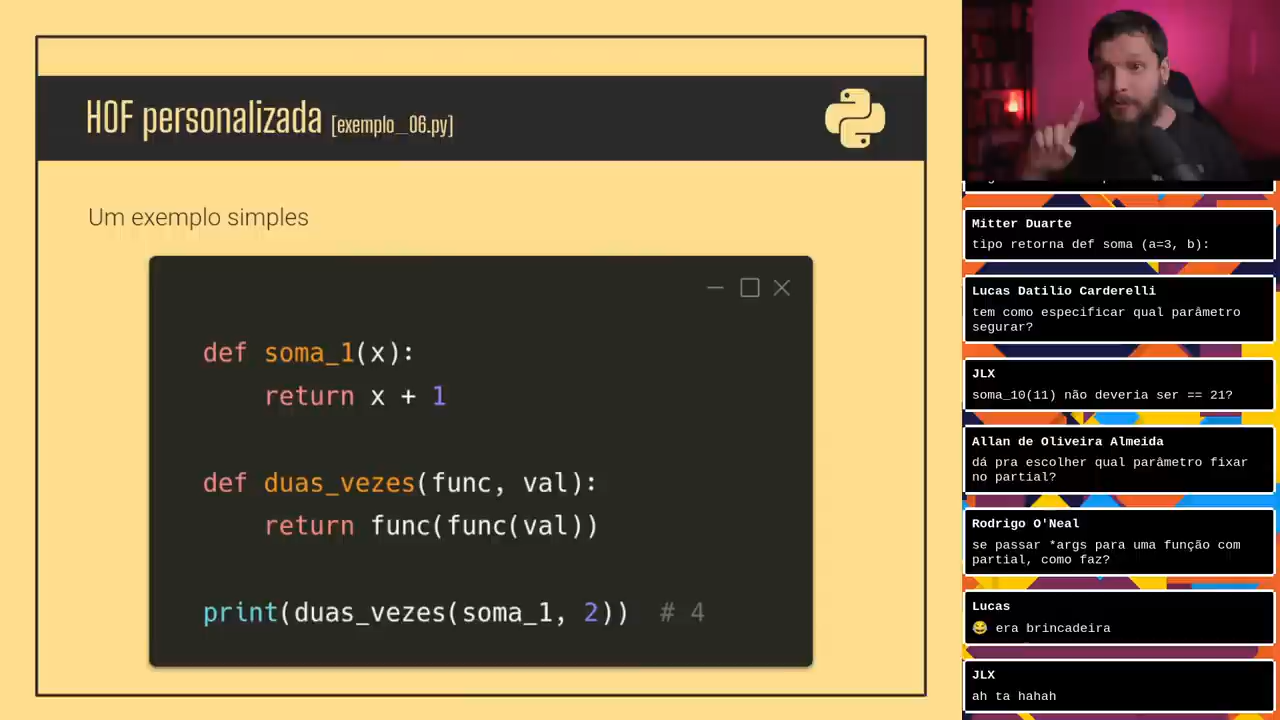 HOF personalizada [exemplo_06.py]
Um exemplo simples
def soma_1(x):
    return x + 1
def duas_vezes(func, val):
    return func(func(val))
print(duas_vezes(soma_1, 2))  # 4
Mitter Duarte
tipo retorna def soma (a=3, b):
Lucas Datilio Carderelli
tem como especificar qual parâmetro
segurar?
JLX
soma_10(11) não deveria ser == 21?
Allan de Oliveira Almeida
dá pra escolher qual parâmetro fixar
no partial?
Rodrigo O'Neal
se passar *args para uma função com
partial, como faz?
Lucas
😂 era brincadeira
JLX
ah ta hahah